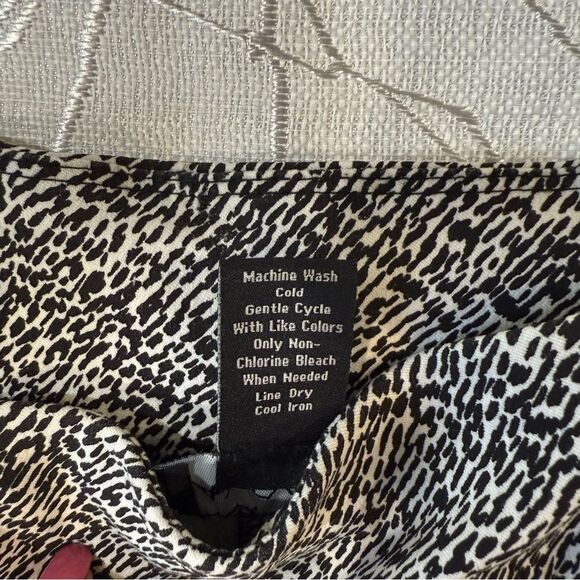 Machine Wash
Cold
Gentle Cycle
With Like Colors
Only Non-
Chlorine Bleach
When Needed
Line Dry
Cool Iron